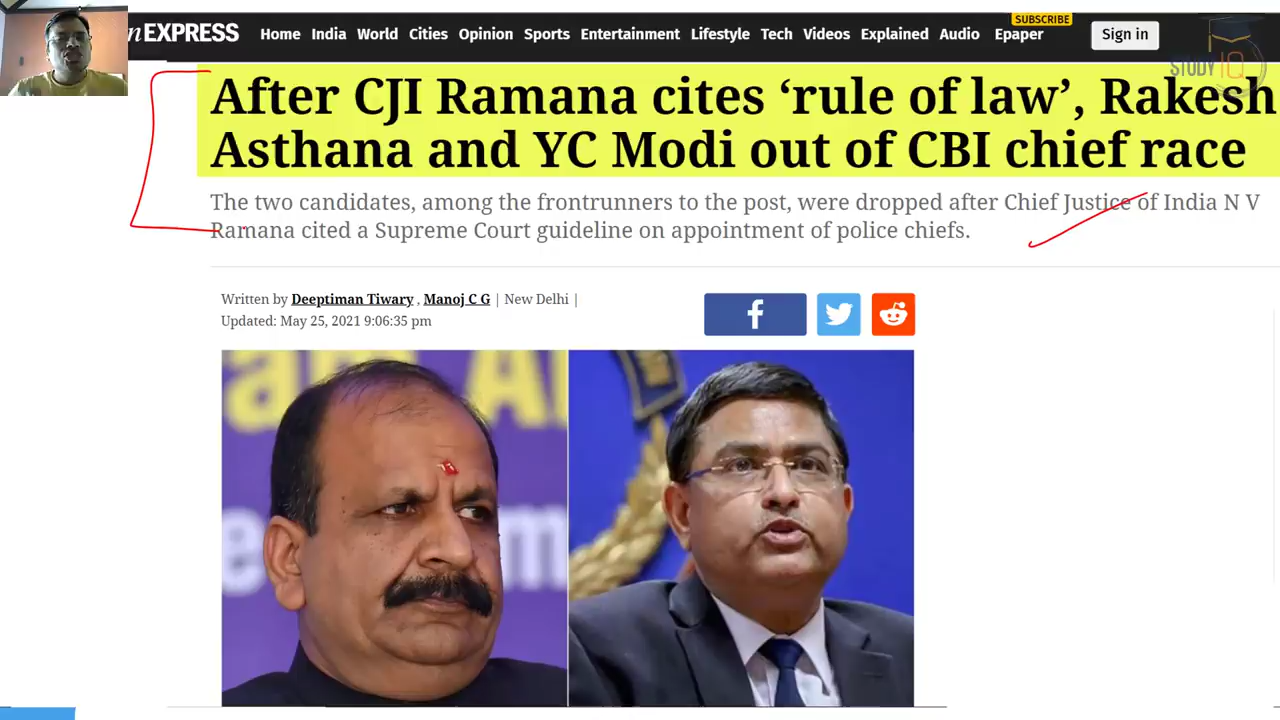 n EXPRESS Home India World Cities Opinion Sports Entertainment Lifestyle Tech Videos Explained Audio Epaper SUBSCRIBE Sign in
STUDY IQ
After CJI Ramana cites ‘rule of law’, Rakesh
Asthana and YC Modi out of CBI chief race
The two candidates, among the frontrunners to the post, were dropped after Chief Justice of India N V
Ramana cited a Supreme Court guideline on appointment of police chiefs.
Written by Deeptiman Tiwary , Manoj C G | New Delhi |
Updated: May 25, 2021 9:06:35 pm